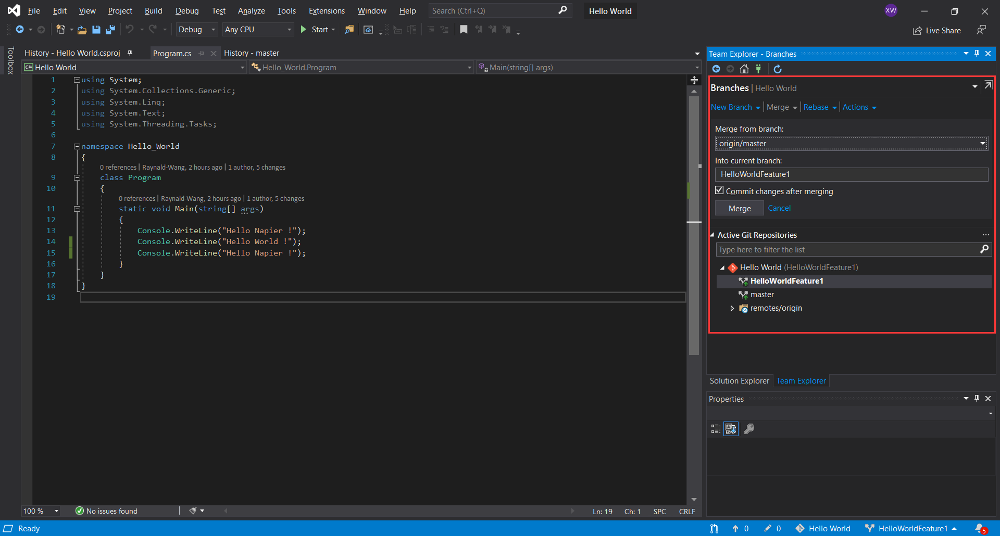 File Edit View Project Build Debug Test Analyze Tools Extensions Window Help Search (Ctrl+Q) Hello World XW
Debug Any CPU Start Live Share
Toolbox
History - Hello World.csproj Program.cs History - master
Hello World Hello_World.Program Main(string[] args)
1 using System;
2 using System.Collections.Generic;
3 using System.Linq;
4 using System.Text;
5 using System.Threading.Tasks;
6
7 namespace Hello_World
8 {
0 references | Raynald-Wang, 2 hours ago | 1 author, 5 changes
9 class Program
10 {
0 references | Raynald-Wang, 2 hours ago | 1 author, 5 changes
11 static void Main(string[] args)
12 {
13 Console.WriteLine("Hello Napier !");
14 Console.WriteLine("Hello World !");
15 Console.WriteLine("Hello Napier !");
16 }
17 }
18 }
19
100 % No issues found Ln: 19 Ch: 1 SPC CRLF
Team Explorer - Branches
Branches | Hello World
New Branch | Merge | Rebase | Actions
Merge from branch:
origin/master
Into current branch:
HelloWorldFeature1
Commit changes after merging
Merge Cancel
Active Git Repositories
Type here to filter the list
Hello World (HelloWorldFeature1)
HelloWorldFeature1
master
remotes/origin
Solution Explorer Team Explorer
Properties
Ready 0 0 Hello World HelloWorldFeature1 5